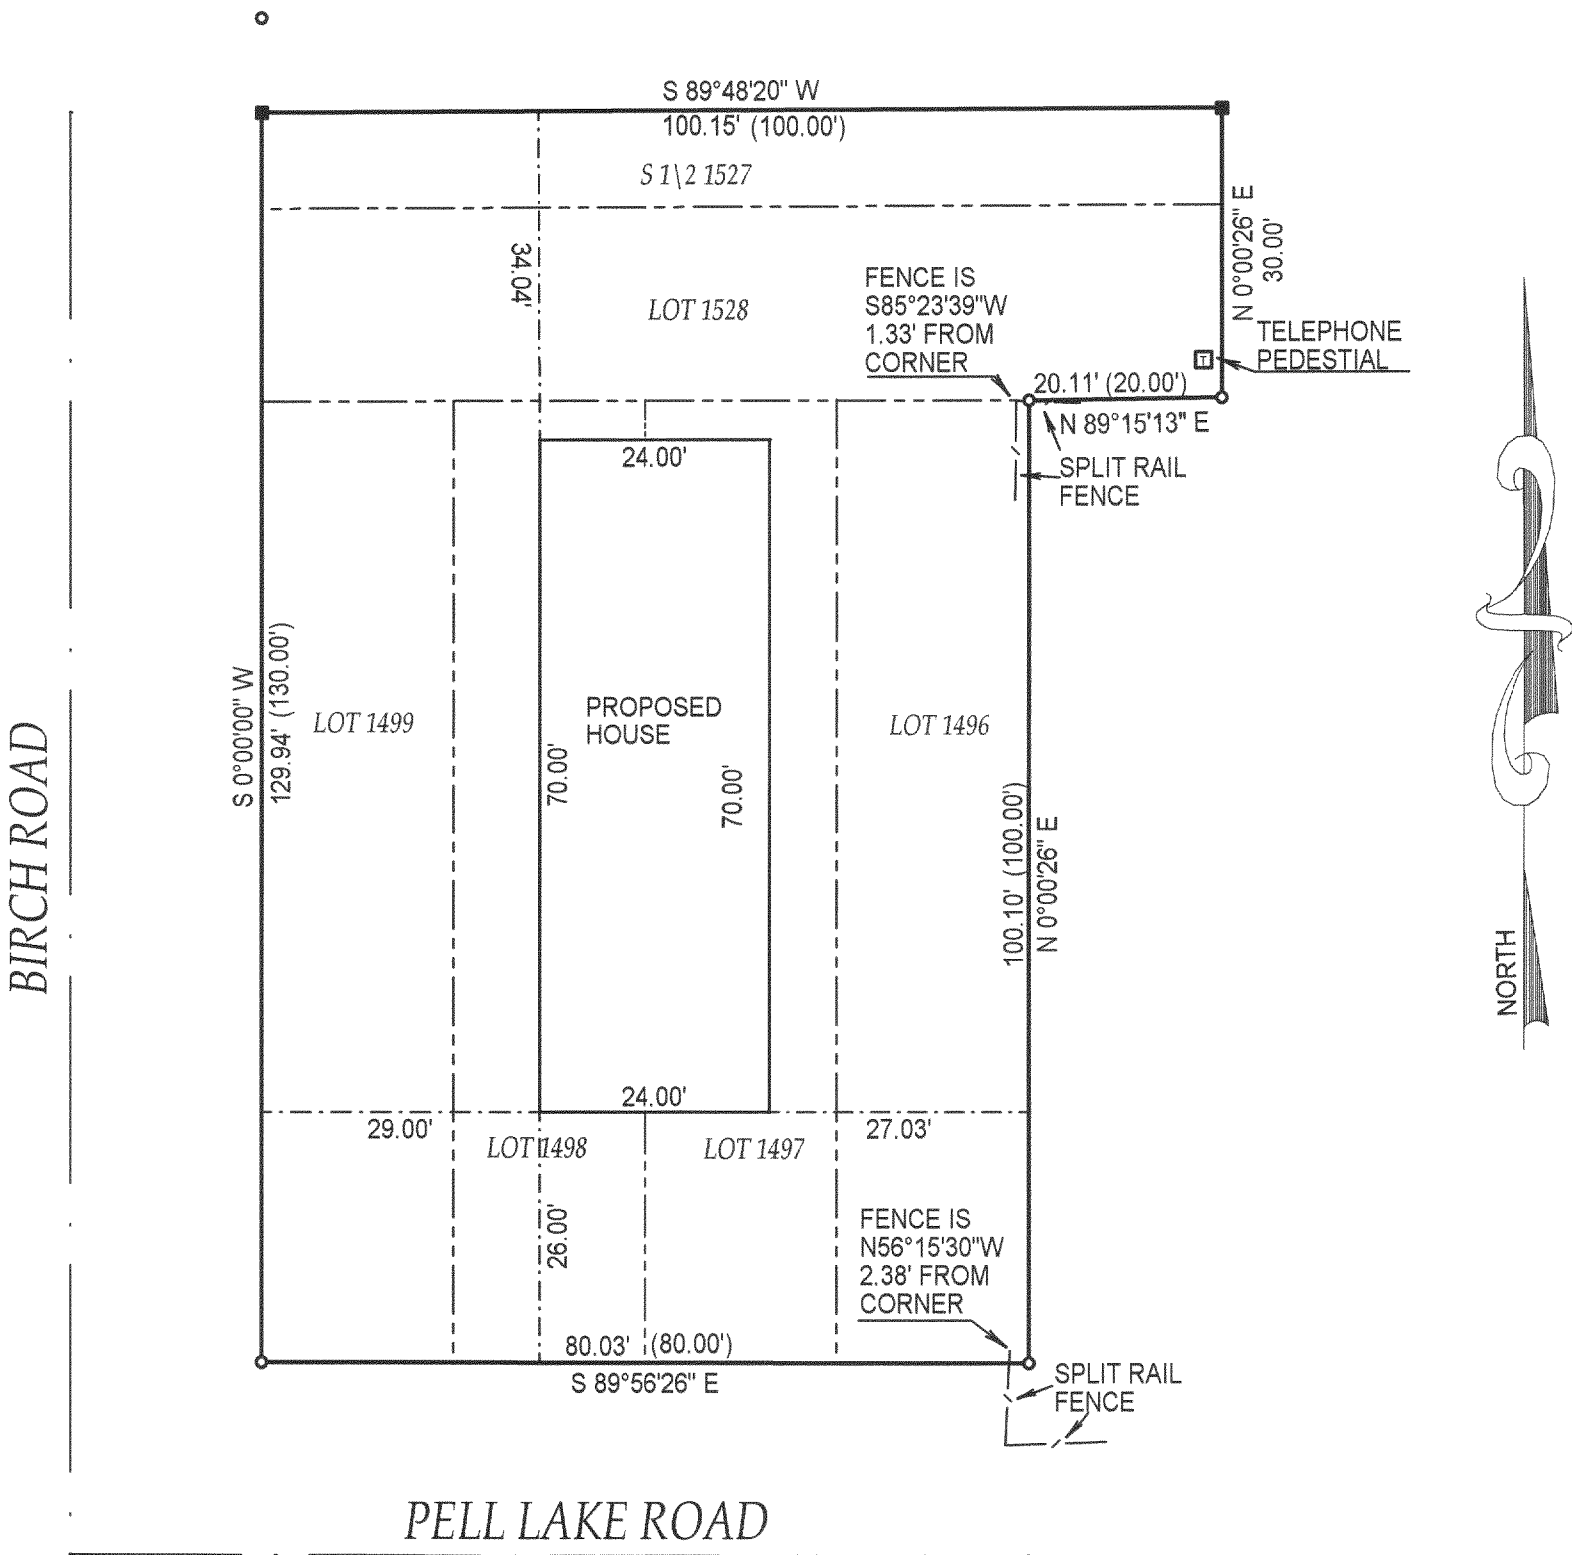 S 89°48'20" W
100.15' (100.00')
S 1\2 1527
N 0°00'26" E
30.00'
34.04'
LOT 1528
FENCE IS
S85°23'39"W
1.33' FROM
CORNER
TELEPHONE
PEDESTIAL
T
20.11' (20.00')
N 89°15'13" E
SPLIT RAIL
FENCE
24.00'
S 0°00'00" W
129.94' (130.00')
LOT 1499
PROPOSED
HOUSE
70.00'
70.00'
LOT 1496
100.10' (100.00')
N 0°00'26" E
BIRCH ROAD
NORTH
24.00'
29.00'
27.03'
LOT 1498
LOT 1497
26.00'
FENCE IS
N56°15'30"W
2.38' FROM
CORNER
80.03' (80.00')
S 89°56'26" E
SPLIT RAIL
FENCE
PELL LAKE ROAD